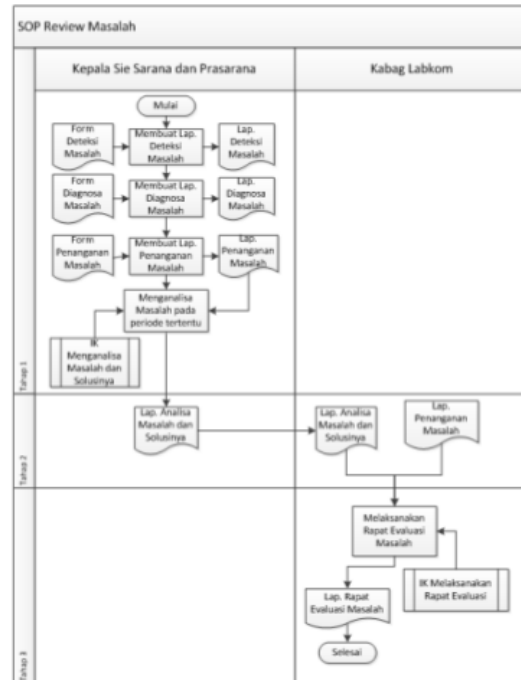 SOP Review Masalah
Kepala Sie Sarana dan Prasarana
Kabag Labkom
Mulai
Form
Deteksi
Masalah
Membuat Lap.
Deteksi
Masalah
Lap.
Deteksi
Masalah
Form
Diagnosa
Masalah
Membuat Lap.
Diagnosa
Masalah
Lap.
Diagnosa
Masalah
Form
Penanganan
Masalah
Membuat Lap.
Penanganan
Masalah
Lap.
Penanganan
Masalah
Menganalisa
Masalah pada
periode tertentu
IK
Menganalisa
Masalah dan
Solusinya
Tahap 1
Lap. Analisa
Masalah dan
Solusinya
Lap. Analisa
Masalah dan
Solusinya
Lap.
Penanganan
Masalah
Tahap 2
Melaksanakan
Rapat Evaluasi
Masalah
IK Melaksanakan
Rapat Evaluasi
Lap. Rapat
Evaluasi Masalah
Selesai
Tahap 3